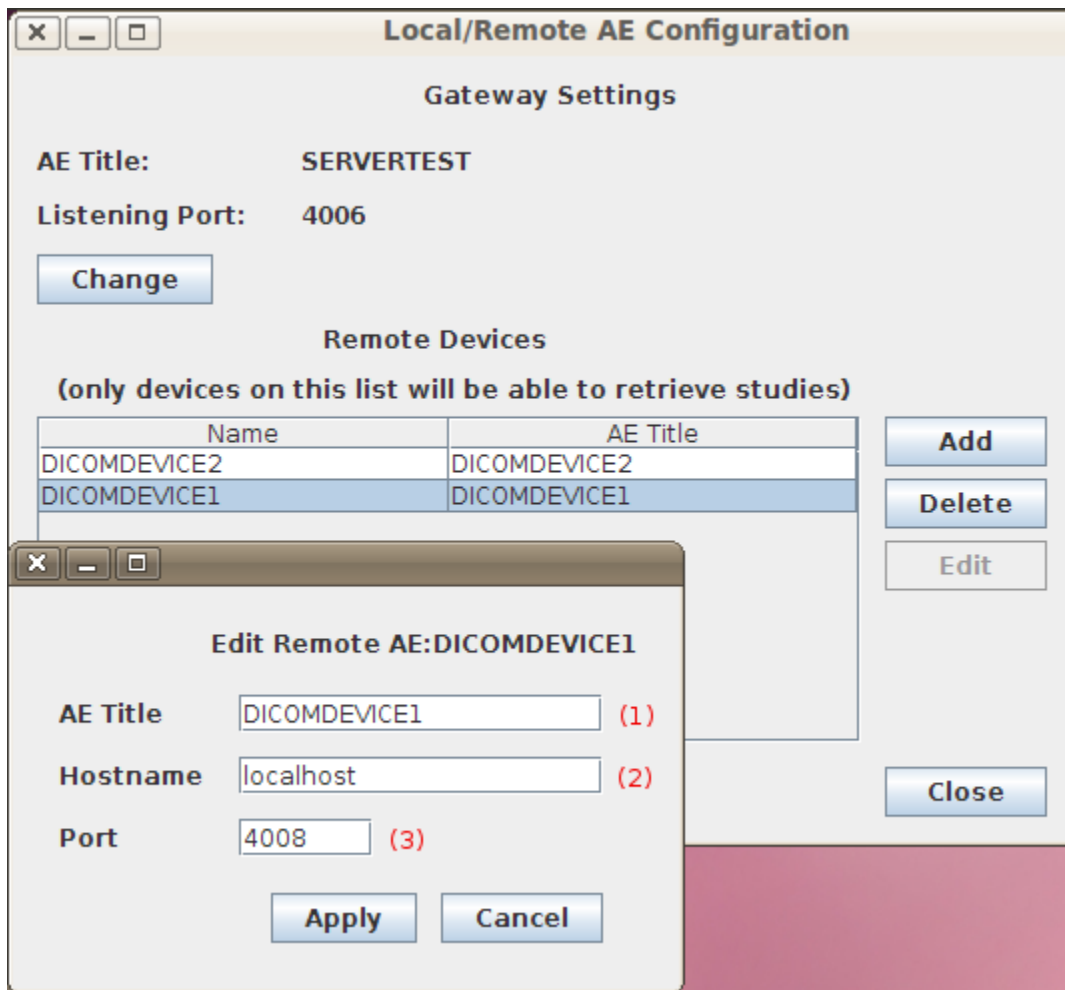 Local/Remote AE Configuration
Gateway Settings
AE Title: SERVERTEST
Listening Port: 4006
Change
Remote Devices
(only devices on this list will be able to retrieve studies)
Name AE Title
DICOMDEVICE2 DICOMDEVICE2
DICOMDEVICE1 DICOMDEVICE1
Add
Delete
Edit
Close
Edit Remote AE:DICOMDEVICE1
AE Title DICOMDEVICE1 (1)
Hostname localhost (2)
Port 4008 (3)
Apply Cancel